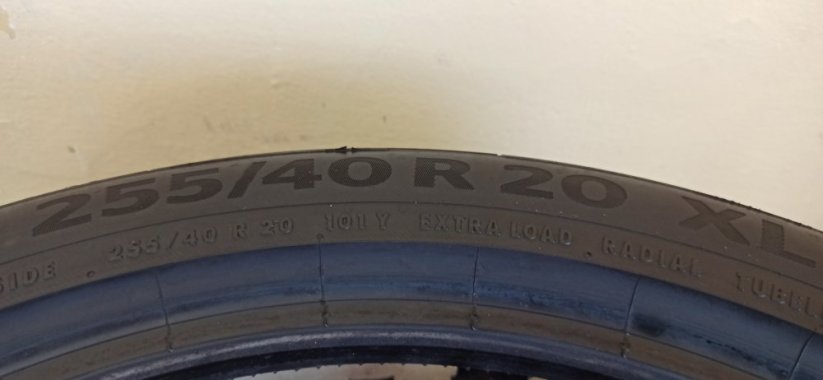 255/40 R 20 XL
SIDE 255/40 R 20 101 Y EXTRA LOAD RADIAL TUBEL